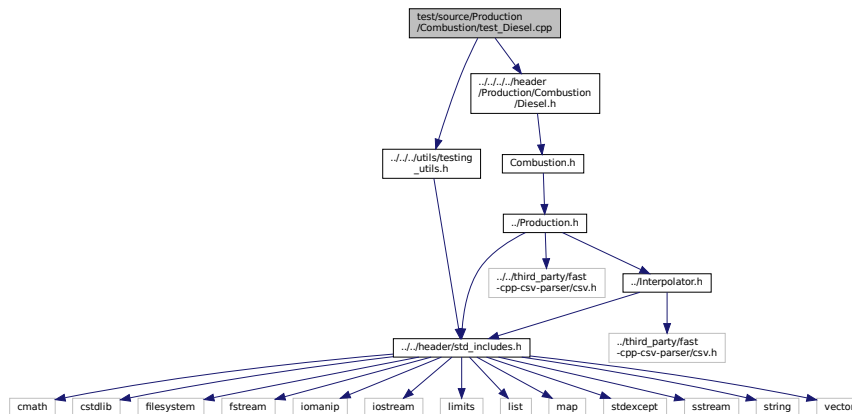 test/source/Production
/Combustion/test_Diesel.cpp
../../../../header
/Production/Combustion
/Diesel.h
../../../utils/testing
_utils.h
Combustion.h
../Production.h
../../third_party/fast
-cpp-csv-parser/csv.h
../Interpolator.h
../../header/std_includes.h
../third_party/fast
-cpp-csv-parser/csv.h
cmath
cstdlib
filesystem
fstream
iomanip
iostream
limits
list
map
stdexcept
sstream
string
vector